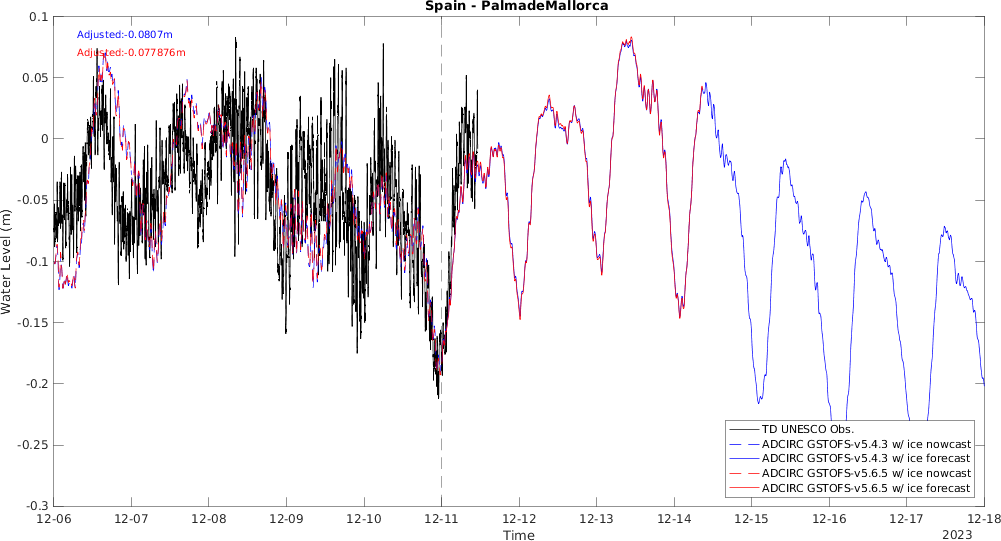 Spain - PalmadeMallorca
Adjusted:-0.0807m
Adjusted:-0.077876m
0.1
0.05
0
-0.05
-0.1
-0.15
-0.2
-0.25
-0.3
Water Level (m)
TD UNESCO Obs.
ADCIRC GSTOFS-v5.4.3 w/ ice nowcast
ADCIRC GSTOFS-v5.4.3 w/ ice forecast
ADCIRC GSTOFS-v5.6.5 w/ ice nowcast
ADCIRC GSTOFS-v5.6.5 w/ ice forecast
12-06 12-07 12-08 12-09 12-10 12-11 12-12 12-13 12-14 12-15 12-16 12-17 12-18
Time
2023